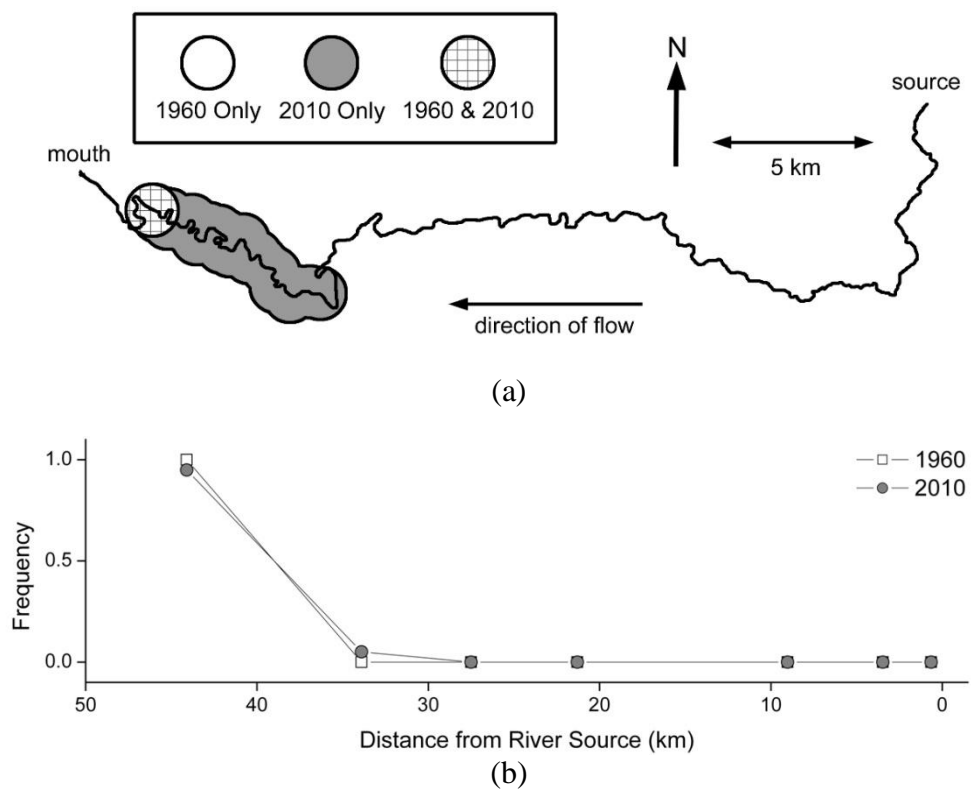 1960 Only 2010 Only 1960 & 2010
N
source
5 km
mouth
direction of flow
(a)
1.0
0.5
0.0
Frequency
1960
2010
50 40 30 20 10 0
Distance from River Source (km)
(b)